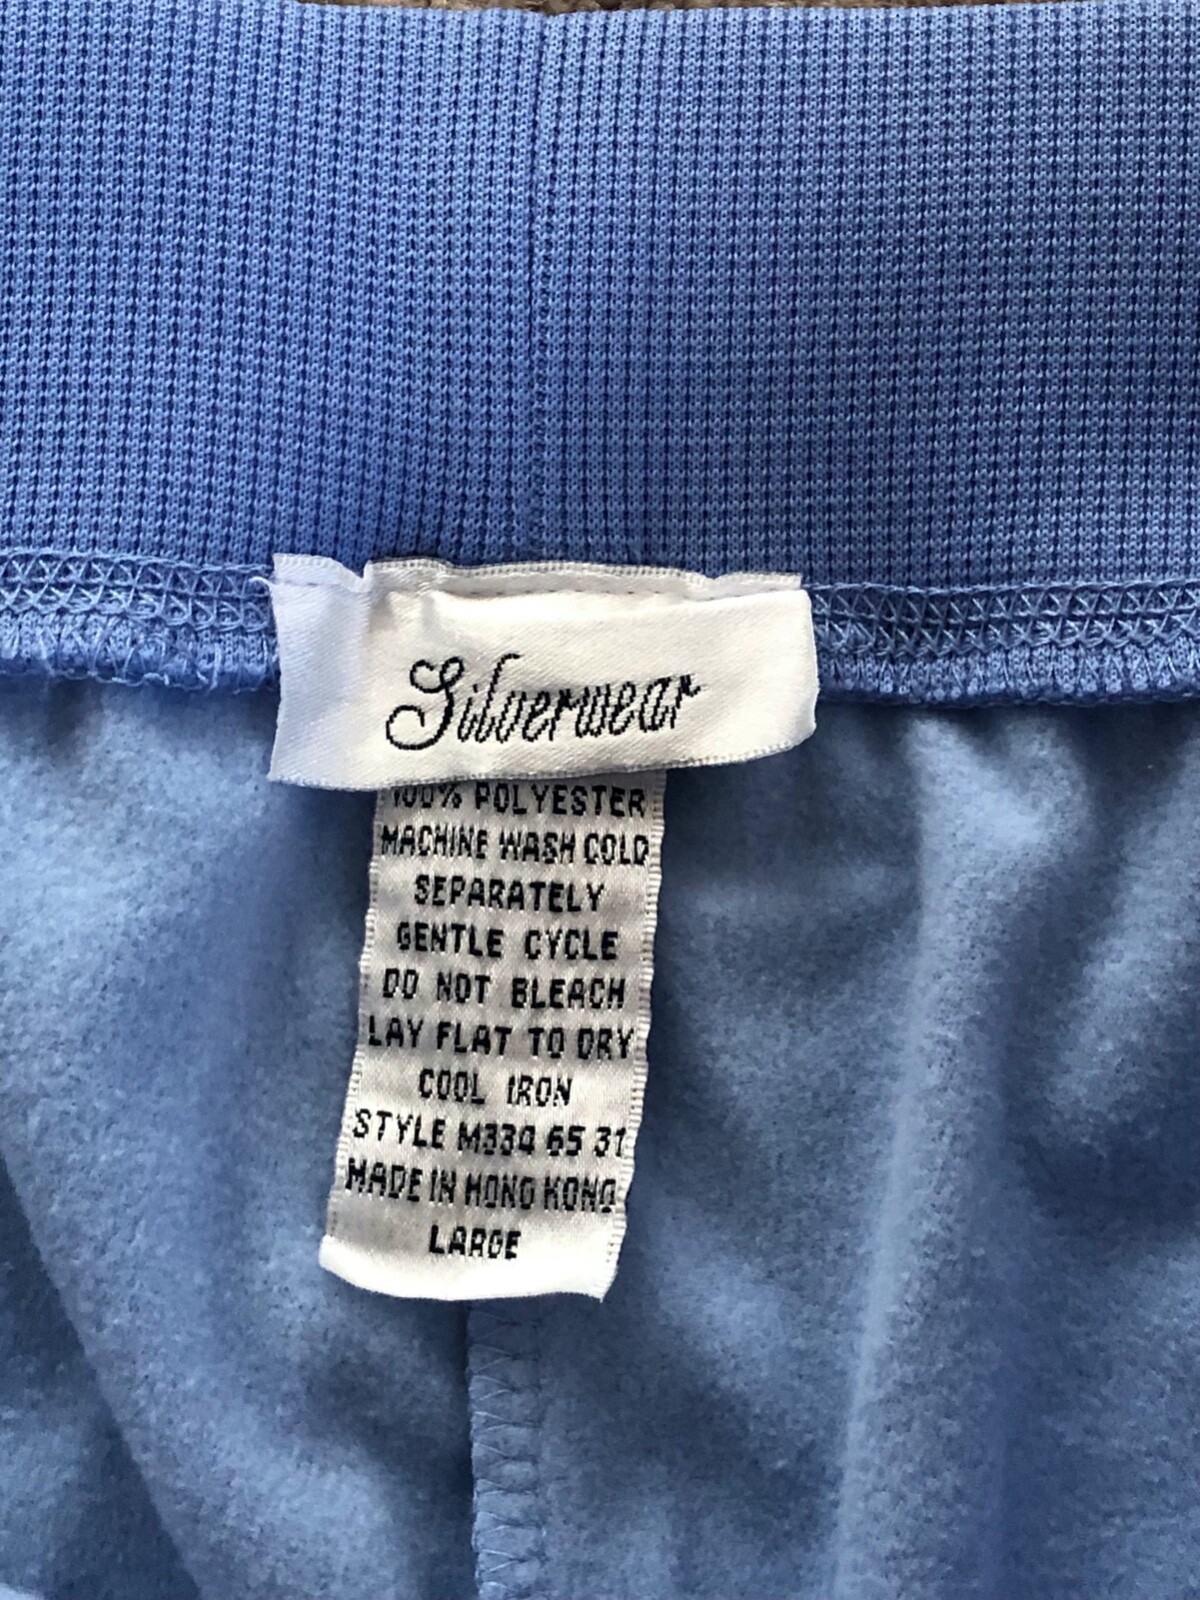 Silverwear
100% POLYESTER
MACHINE WASH COLD
SEPARATELY
GENTLE CYCLE
DO NOT BLEACH
LAY FLAT TO DRY
COOL IRON
STYLE M334 65 31
MADE IN HONG KONG
LARGE